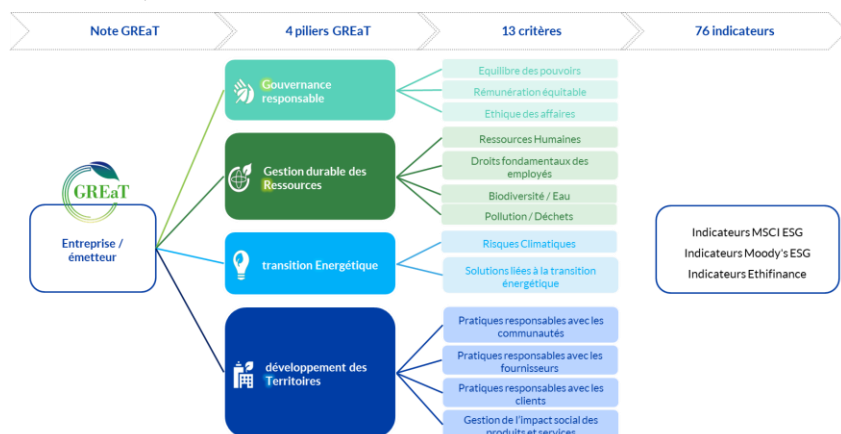 Note GREaT
4 piliers GREaT
13 critères
76 indicateurs
GREaT
Entreprise /
émetteur
Gouvernance
responsable
Equilibre des pouvoirs
Rémunération équitable
Ethique des affaires
Gestion durable des
Ressources
Ressources Humaines
Droits fondamentaux des
employés
Biodiversité / Eau
Pollution / Déchets
transition Energétique
Risques Climatiques
Solutions liées à la transition
énergétique
développement des
Territoires
Pratiques responsables avec les
communautés
Pratiques responsables avec les
fournisseurs
Pratiques responsables avec les
clients
Gestion de l'impact social des
produits et services
Indicateurs MSCI ESG
Indicateurs Moody's ESG
Indicateurs Ethifinance